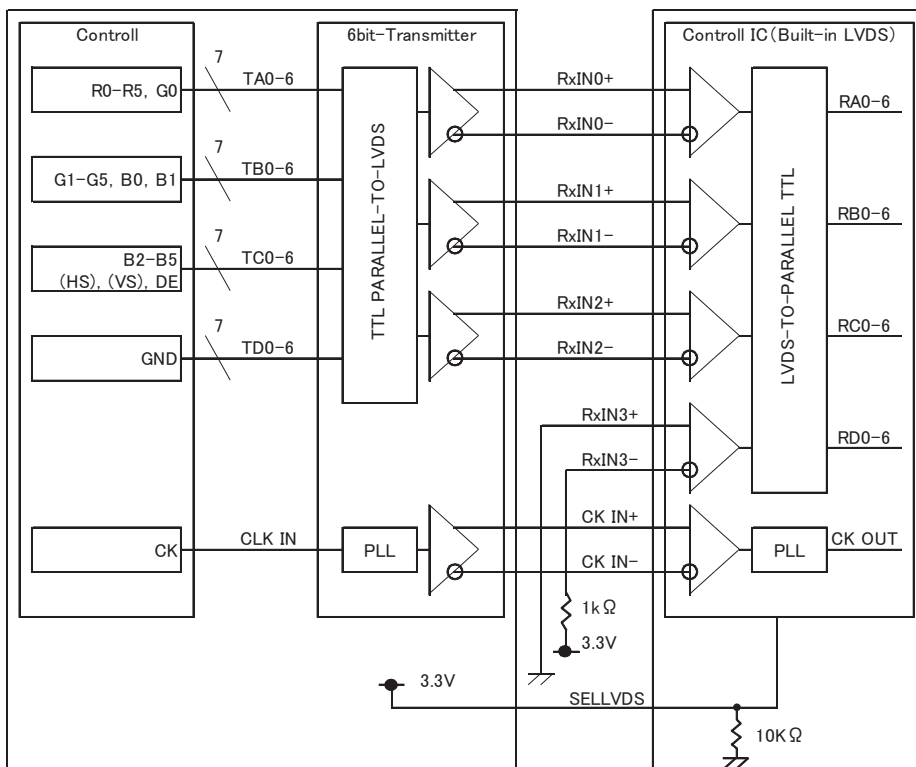 Controll
6bit-Transmitter
Controll IC(Built-in LVDS)
7
R0-R5, G0
TA0-6
RxIN0+
RA0-6
RxIN0-
7
G1-G5, B0, B1
TB0-6
RxIN1+
RB0-6
RxIN1-
7
B2-B5
(HS), (VS), DE
TC0-6
RxIN2+
RC0-6
RxIN2-
7
GND
TD0-6
TTL PARALLEL-TO-LVDS
LVDS-TO-PARALLEL TTL
RxIN3+
RD0-6
RxIN3-
CK
CLK IN
PLL
CK IN+
CK IN-
PLL
CK OUT
1kΩ
3.3V
3.3V
SELLVDS
10KΩ